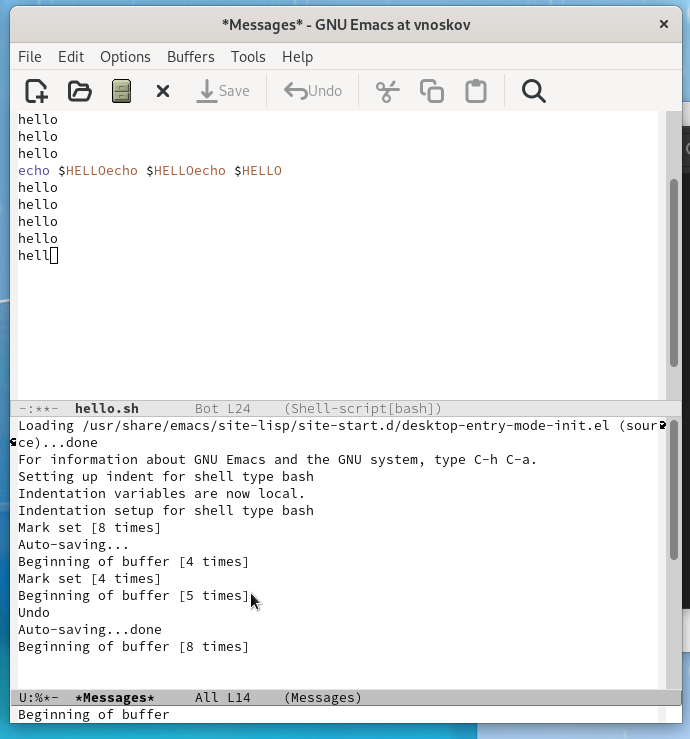 *Messages* - GNU Emacs at vnoskov
File Edit Options Buffers Tools Help
Save Undo
hello
hello
hello
echo $HELLOecho $HELLOecho $HELLO
hello
hello
hello
hello
hell
-:**- hello.sh Bot L24 (Shell-script[bash])
Loading /usr/share/emacs/site-lisp/site-start.d/desktop-entry-mode-init.el (sour
ce)...done
For information about GNU Emacs and the GNU system, type C-h C-a.
Setting up indent for shell type bash
Indentation variables are now local.
Indentation setup for shell type bash
Mark set [8 times]
Auto-saving...
Beginning of buffer [4 times]
Mark set [4 times]
Beginning of buffer [5 times]
Undo
Auto-saving...done
Beginning of buffer [8 times]
U:%*- *Messages* All L14 (Messages)
Beginning of buffer